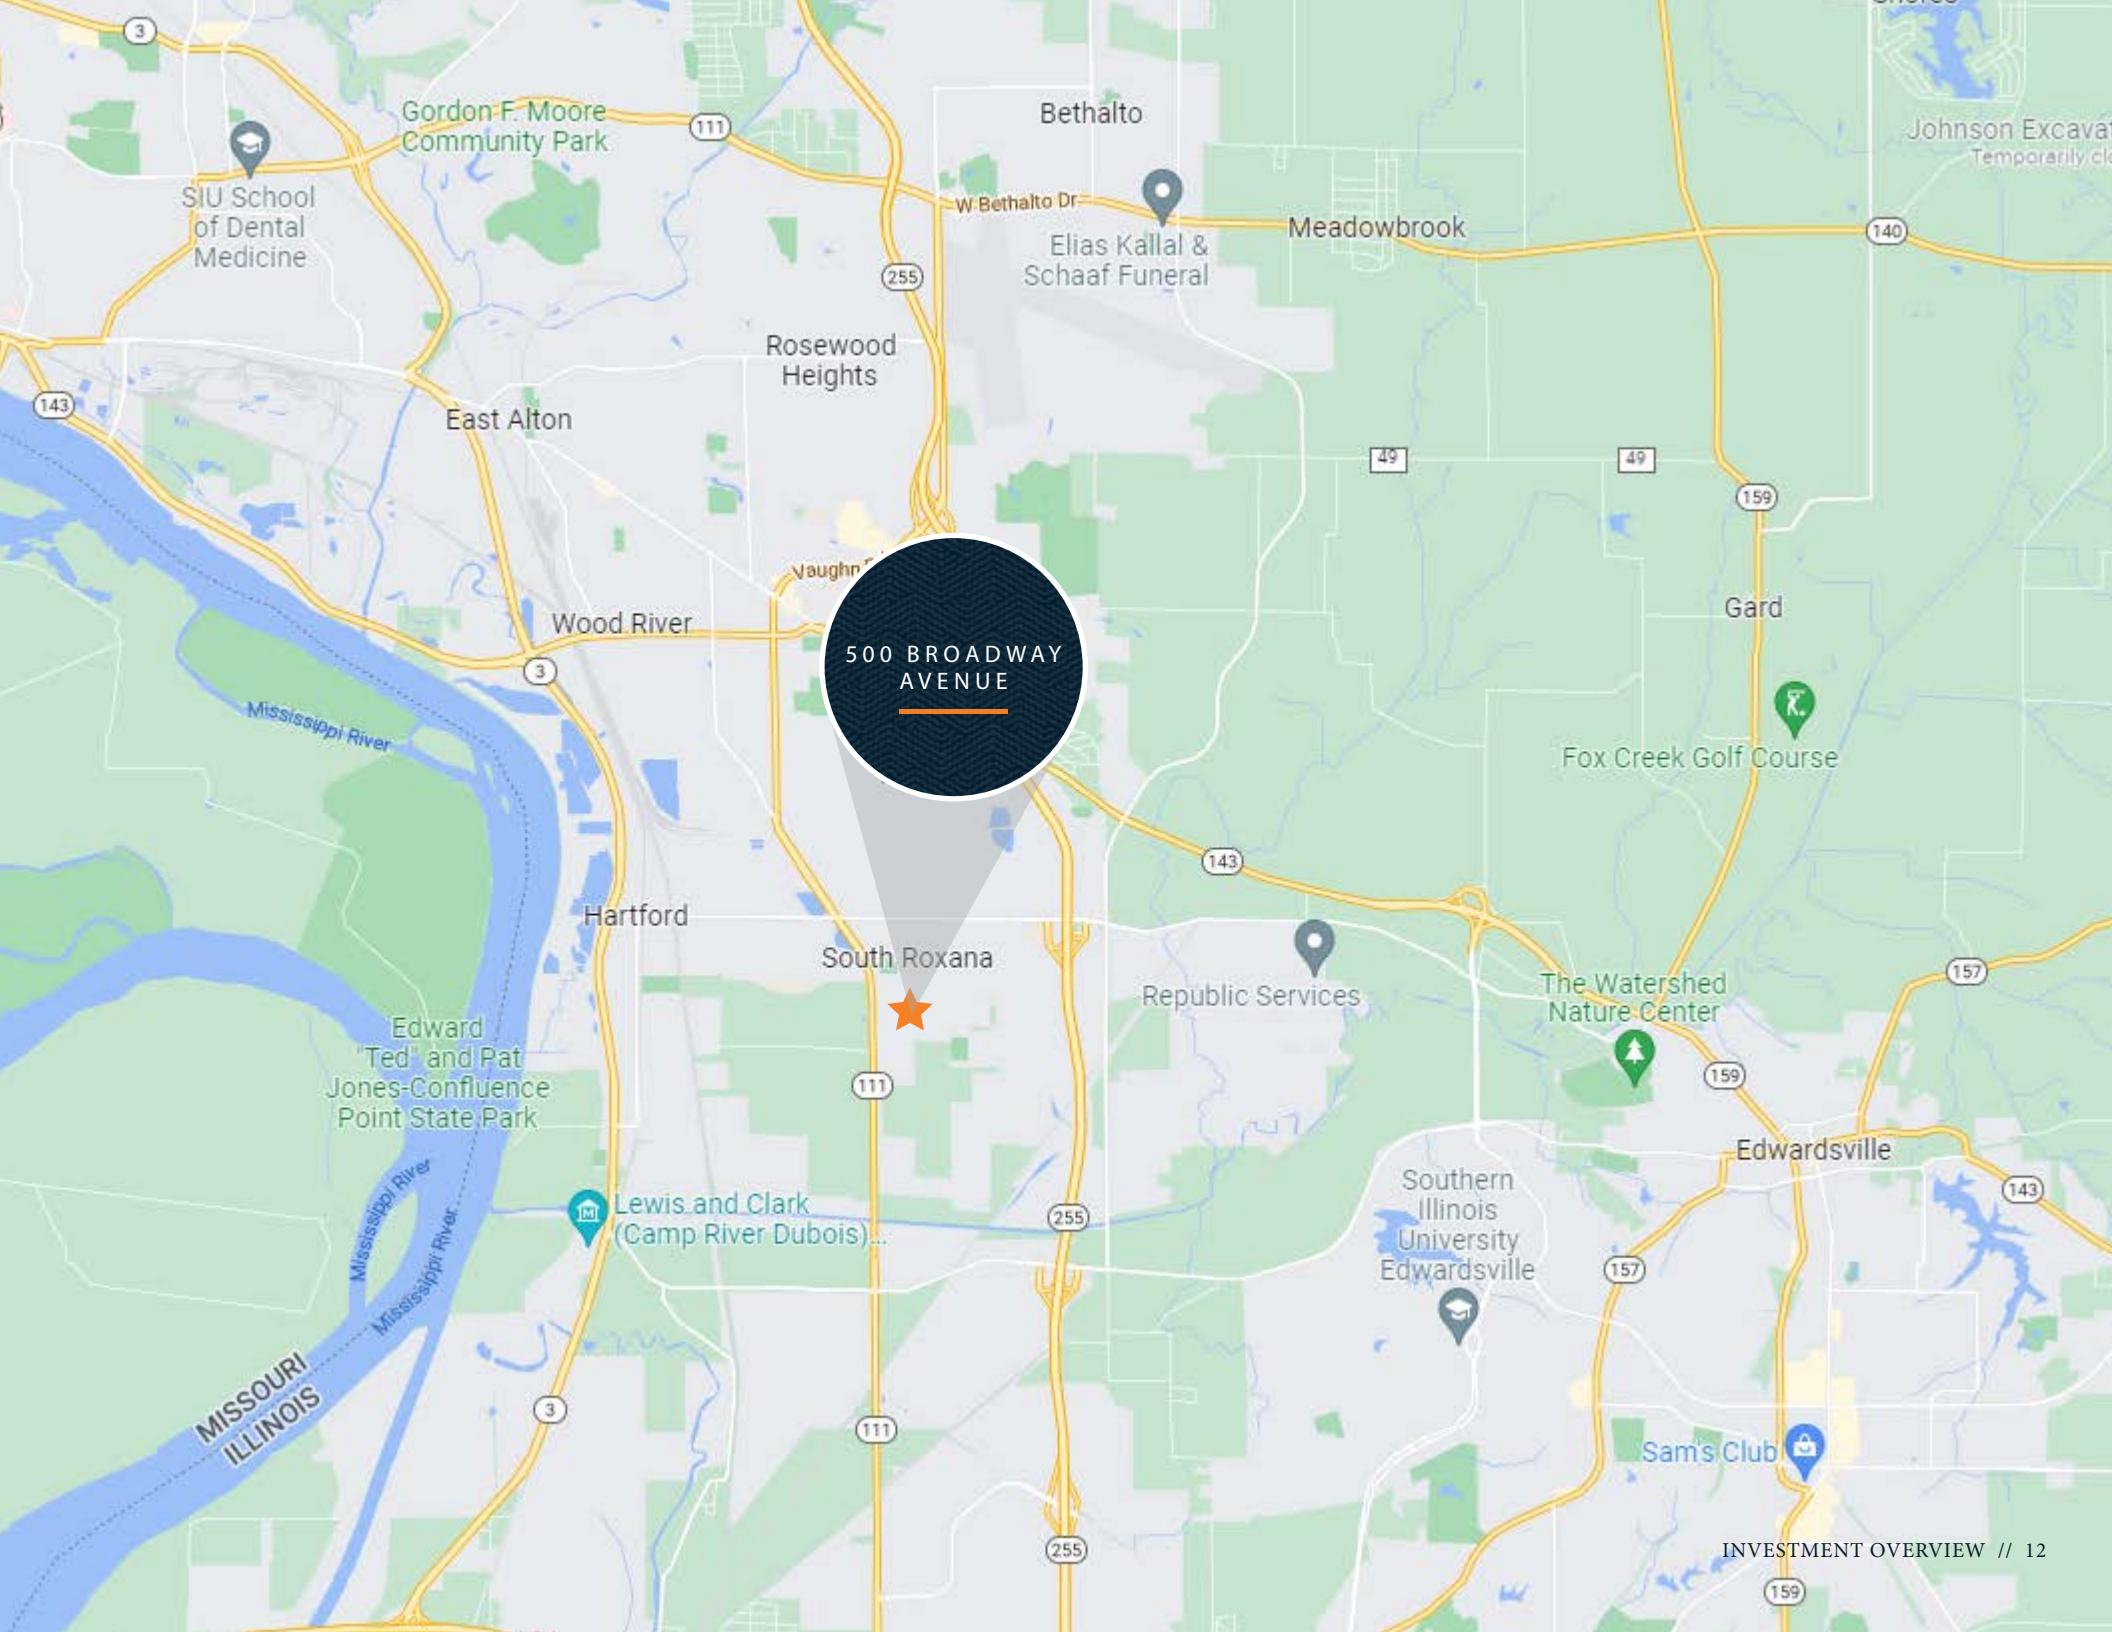 3
Gordon F. Moore
Community Park
111
Bethalto
Johnson Excavat
Temporarily clo
SIU School
of Dental
Medicine
W Bethalto Dr
Elias Kallal &
Schaaf Funeral
Meadowbrook
140
255
Rosewood
Heights
143
East Alton
49
49
159
Vaughn
Wood River
3
500 BROADWAY
AVENUE
Gard
Mississippi River
Fox Creek Golf Course
143
Hartford
South Roxana
Republic Services
The Watershed
Nature Center
157
Edward
"Ted" and Pat
Jones-Confluence
Point State Park
111
159
Edwardsville
Mississippi River
Mississippi River
Lewis and Clark
(Camp River Dubois)...
255
Southern
Illinois
University
Edwardsville
143
157
MISSOURI
ILLINOIS
3
111
Sam's Club
255
INVESTMENT OVERVIEW // 12
159